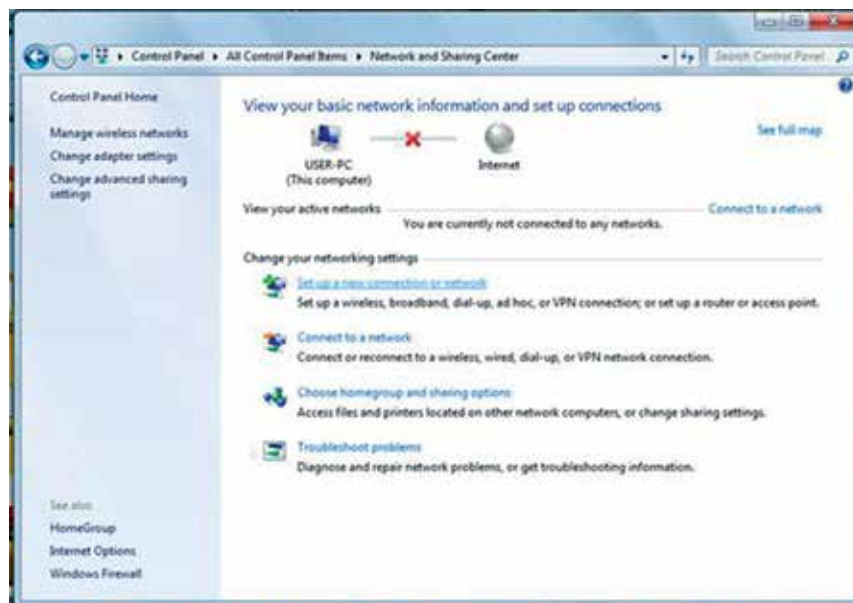 Control Panel ▸ All Control Panel Items ▸ Network and Sharing Center
Search Control Panel
Control Panel Home
Manage wireless networks
Change adapter settings
Change advanced sharing
settings
See also
HomeGroup
Internet Options
Windows Firewall
View your basic network information and set up connections
See full map
USER-PC
(This computer)
Internet
View your active networks
Connect to a network
You are currently not connected to any networks.
Change your networking settings
Set up a new connection or network
Set up a wireless, broadband, dial-up, ad hoc, or VPN connection; or set up a router or access point.
Connect to a network
Connect or reconnect to a wireless, wired, dial-up, or VPN network connection.
Choose homegroup and sharing options
Access files and printers located on other network computers, or change sharing settings.
Troubleshoot problems
Diagnose and repair network problems, or get troubleshooting information.